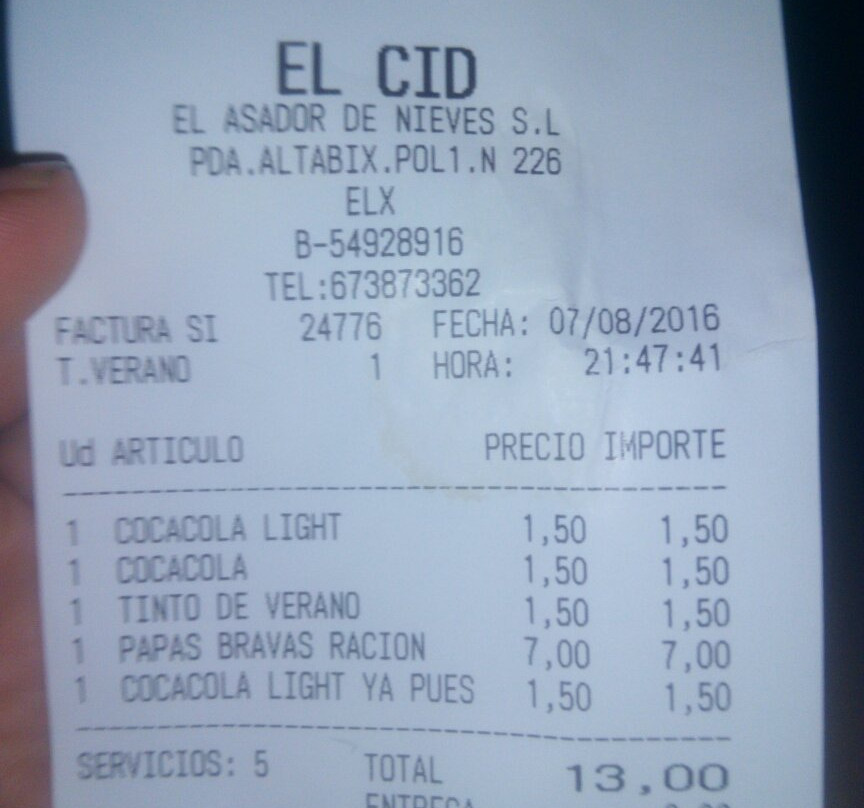 EL CID
EL ASADOR DE NIEVES S.L
PDA.ALTABIX.POL1.N 226
ELX
B-54928916
TEL:673873362
FACTURA SI 24776 FECHA: 07/08/2016
T.VERANO 1 HORA: 21:47:41
Ud ARTICULO PRECIO IMPORTE
1 COCACOLA LIGHT 1,50 1,50
1 COCACOLA 1,50 1,50
1 TINTO DE VERANO 1,50 1,50
1 PAPAS BRAVAS RACION 7,00 7,00
1 COCACOLA LIGHT YA PUES 1,50 1,50
SERVICIOS: 5 TOTAL 13,00
ENTREGA